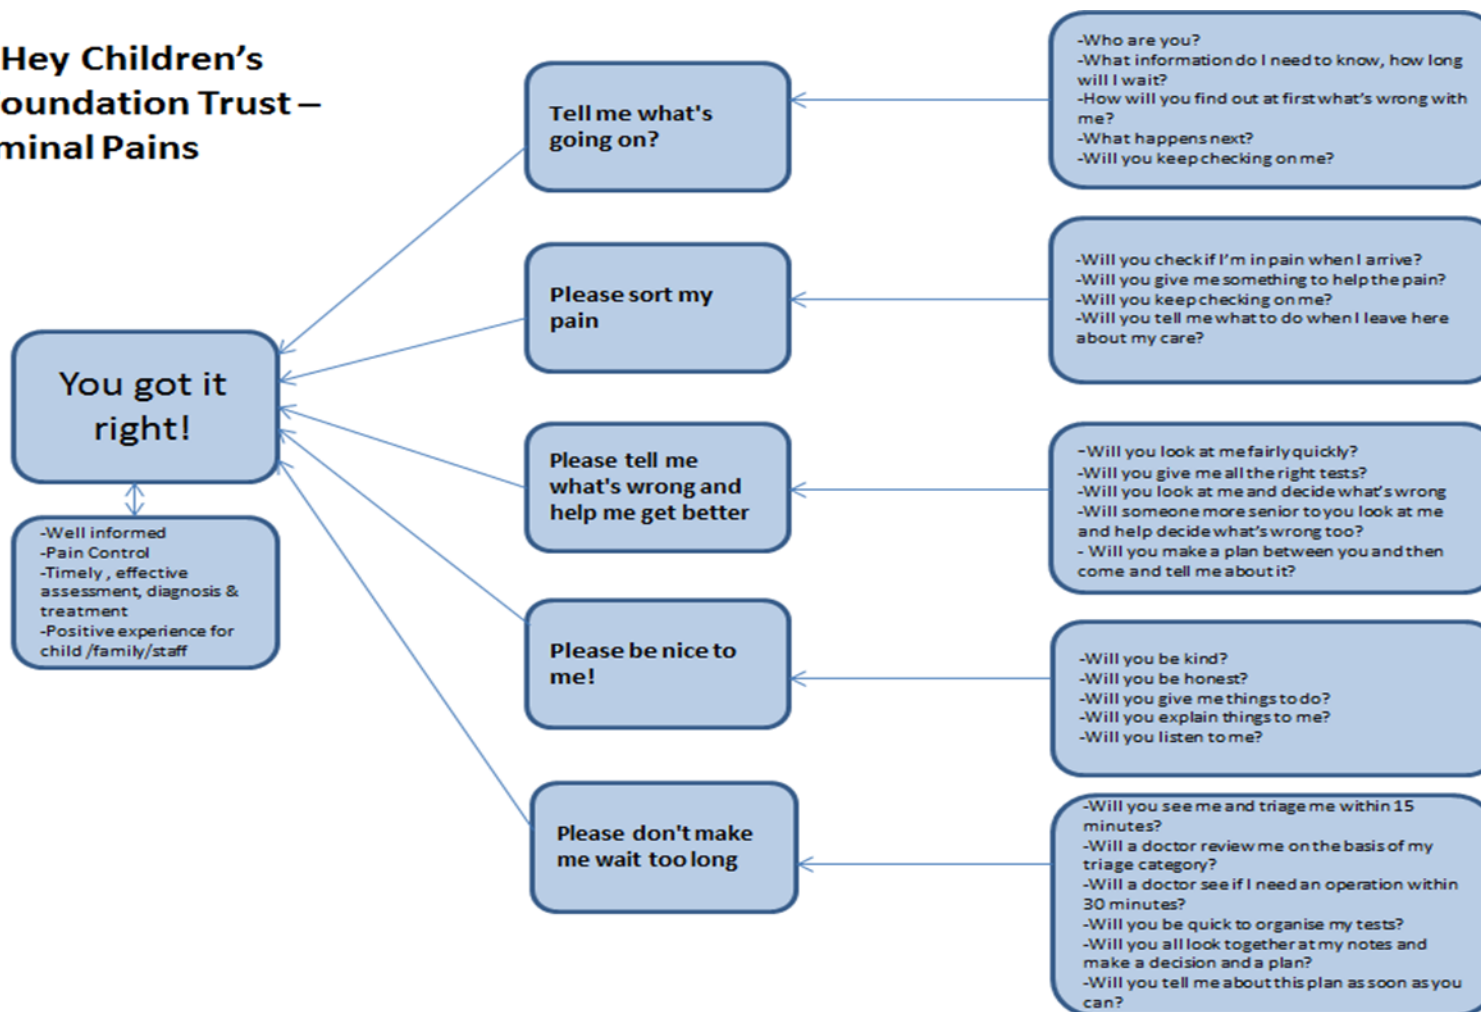 Hey Children's
oundation Trust –
minal Pains
Tell me what's
going on?
-Who are you?
-What information do I need to know, how long
will I wait?
-How will you find out at first what's wrong with
me?
-What happens next?
-Will you keep checking on me?
Please sort my
pain
-Will you check if I'm in pain when I arrive?
-Will you give me something to help the pain?
-Will you keep checking on me?
-Will you tell me what to do when I leave here
about my care?
You got it
right!
-Well informed
-Pain Control
-Timely , effective
assessment, diagnosis &
treatment
-Positive experience for
child /family/staff
Please tell me
what's wrong and
help me get better
-Will you look at me fairly quickly?
-Will you give me all the right tests?
-Will you look at me and decide what's wrong
-Will someone more senior to you look at me
and help decide what's wrong too?
- Will you make a plan between you and then
come and tell me about it?
Please be nice to
me!
-Will you be kind?
-Will you be honest?
-Will you give me things to do?
-Will you explain things to me?
-Will you listen to me?
Please don't make
me wait too long
-Will you see me and triage me within 15
minutes?
-Will a doctor review me on the basis of my
triage category?
-Will a doctor see if I need an operation within
30 minutes?
-Will you be quick to organise my tests?
-Will you all look together at my notes and
make a decision and a plan?
-Will you tell me about this plan as soon as you
can?